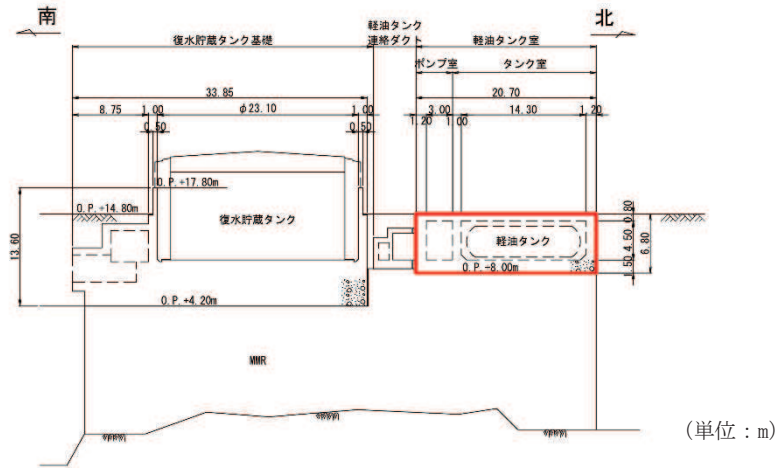 南
北
復水貯蔵タンク基礎
軽油タンク
連絡ダクト
軽油タンク室
ポンプ室
タンク室
33.85
20.70
8.75
1.00
φ23.10
1.00
3.00
14.30
1.20
0.50
0.50
1.20
1.00
O.P.+17.80m
O.P.+14.80m
0.80
13.60
復水貯蔵タンク
軽油タンク
4.50
6.80
O.P.-8.00m
1.50
O.P.+4.20m
MMR
(単位：m)